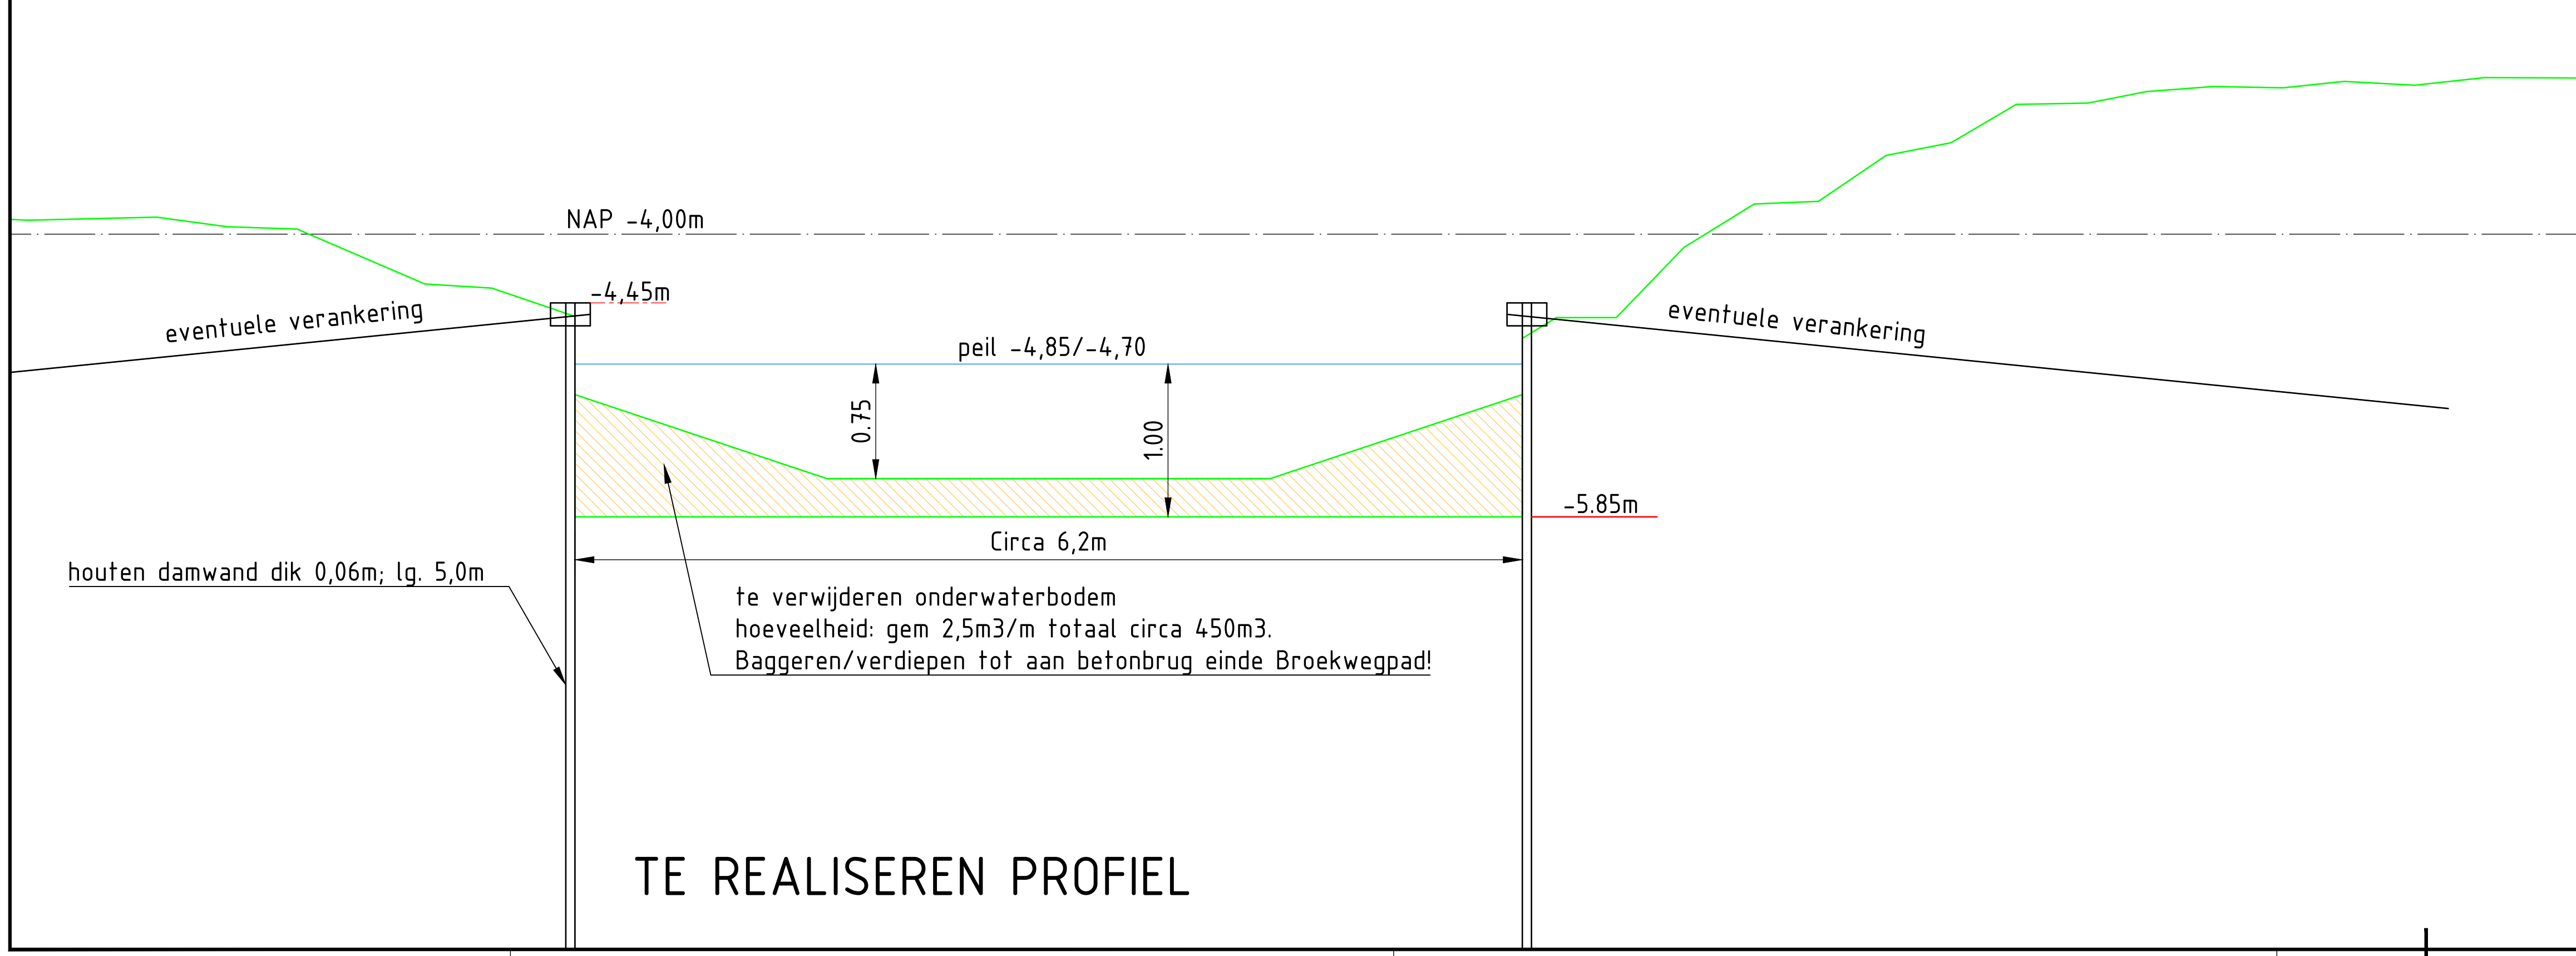 NAP -4,00m
-4,45m
eventuele verankering
eventuele verankering
peil -4,85/-4,70
0.75
1.00
-5.85m
Circa 6,2m
houten damwand dik 0,06m; lg. 5,0m
te verwijderen onderwaterbodem
hoeveelheid: gem 2,5m3/m totaal circa 450m3.
Baggeren/verdiepen tot aan betonbrug einde Broekwegpad!
TE REALISEREN PROFIEL